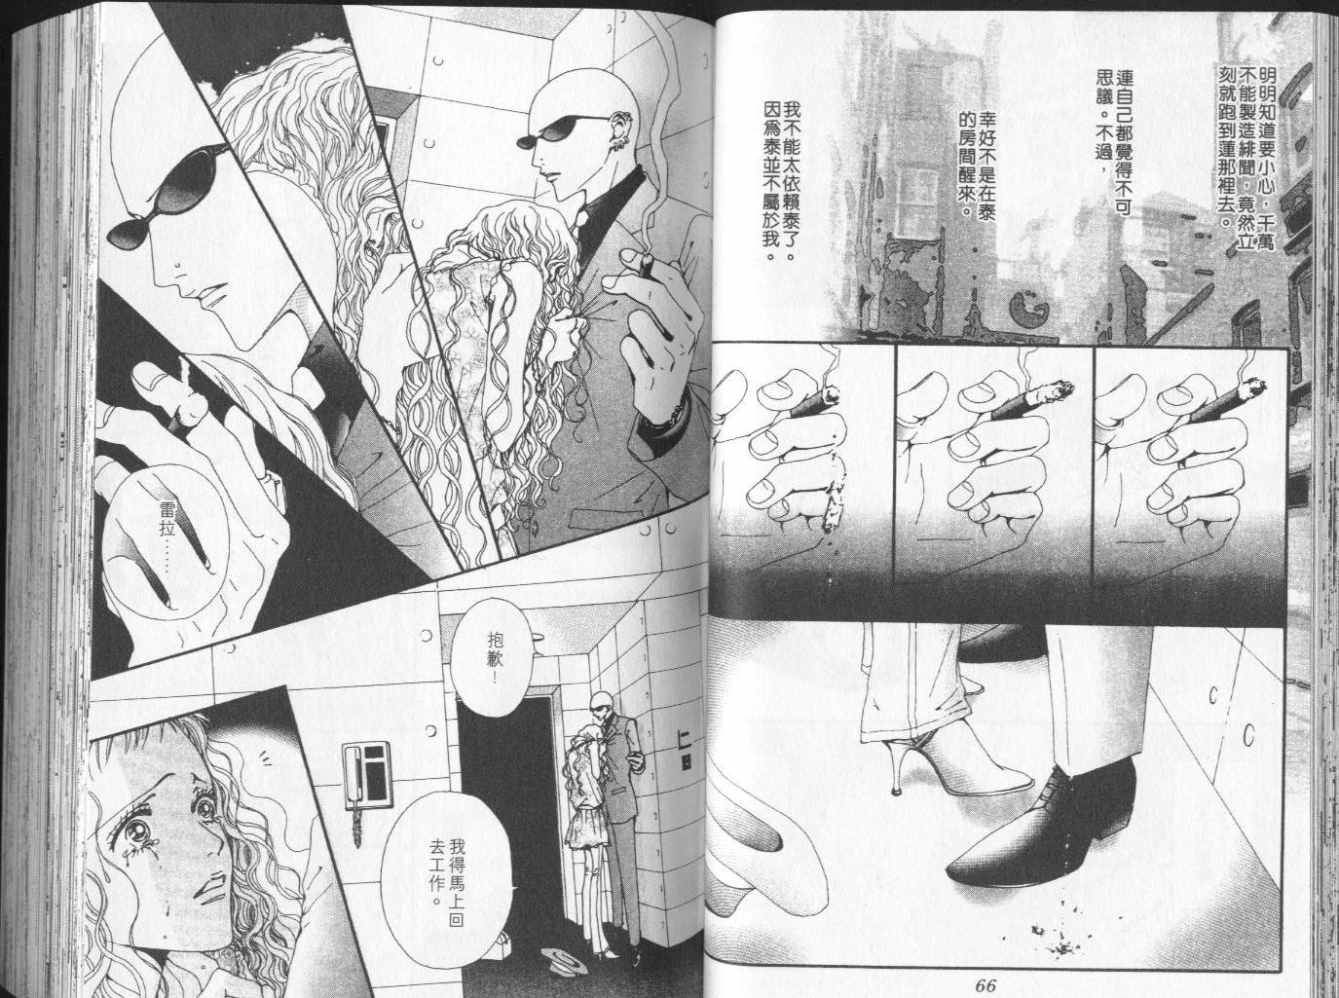 明明知道要小心，千萬
不能製造緋聞，竟然立
刻就跑到蓮那裡去。
連自己都覺得不可
思議。不過，
幸好不是在泰
的房間醒來。
我不能太依賴泰了。
因為泰並不屬於我。
66
雷拉……
抱歉！
我得馬上回
去工作。